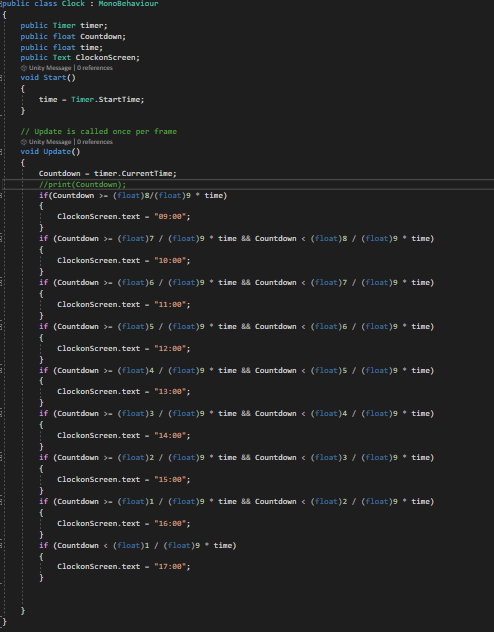 public class Clock : MonoBehaviour
{
public Timer timer;
public float Countdown;
public float time;
public Text ClockonScreen;
Unity Message | 0 references
void Start()
{
time = Timer.StartTime;
}
// Update is called once per frame
Unity Message | 0 references
void Update()
{
Countdown = timer.CurrentTime;
//print(Countdown);
if(Countdown >= (float)8/(float)9 * time)
{
ClockonScreen.text = "09:00";
}
if (Countdown >= (float)7 / (float)9 * time && Countdown < (float)8 / (float)9 * time)
{
ClockonScreen.text = "10:00";
}
if (Countdown >= (float)6 / (float)9 * time && Countdown < (float)7 / (float)9 * time)
{
ClockonScreen.text = "11:00";
}
if (Countdown >= (float)5 / (float)9 * time && Countdown < (float)6 / (float)9 * time)
{
ClockonScreen.text = "12:00";
}
if (Countdown >= (float)4 / (float)9 * time && Countdown < (float)5 / (float)9 * time)
{
ClockonScreen.text = "13:00";
}
if (Countdown >= (float)3 / (float)9 * time && Countdown < (float)4 / (float)9 * time)
{
ClockonScreen.text = "14:00";
}
if (Countdown >= (float)2 / (float)9 * time && Countdown < (float)3 / (float)9 * time)
{
ClockonScreen.text = "15:00";
}
if (Countdown >= (float)1 / (float)9 * time && Countdown < (float)2 / (float)9 * time)
{
ClockonScreen.text = "16:00";
}
if (Countdown < (float)1 / (float)9 * time)
{
ClockonScreen.text = "17:00";
}
}
}